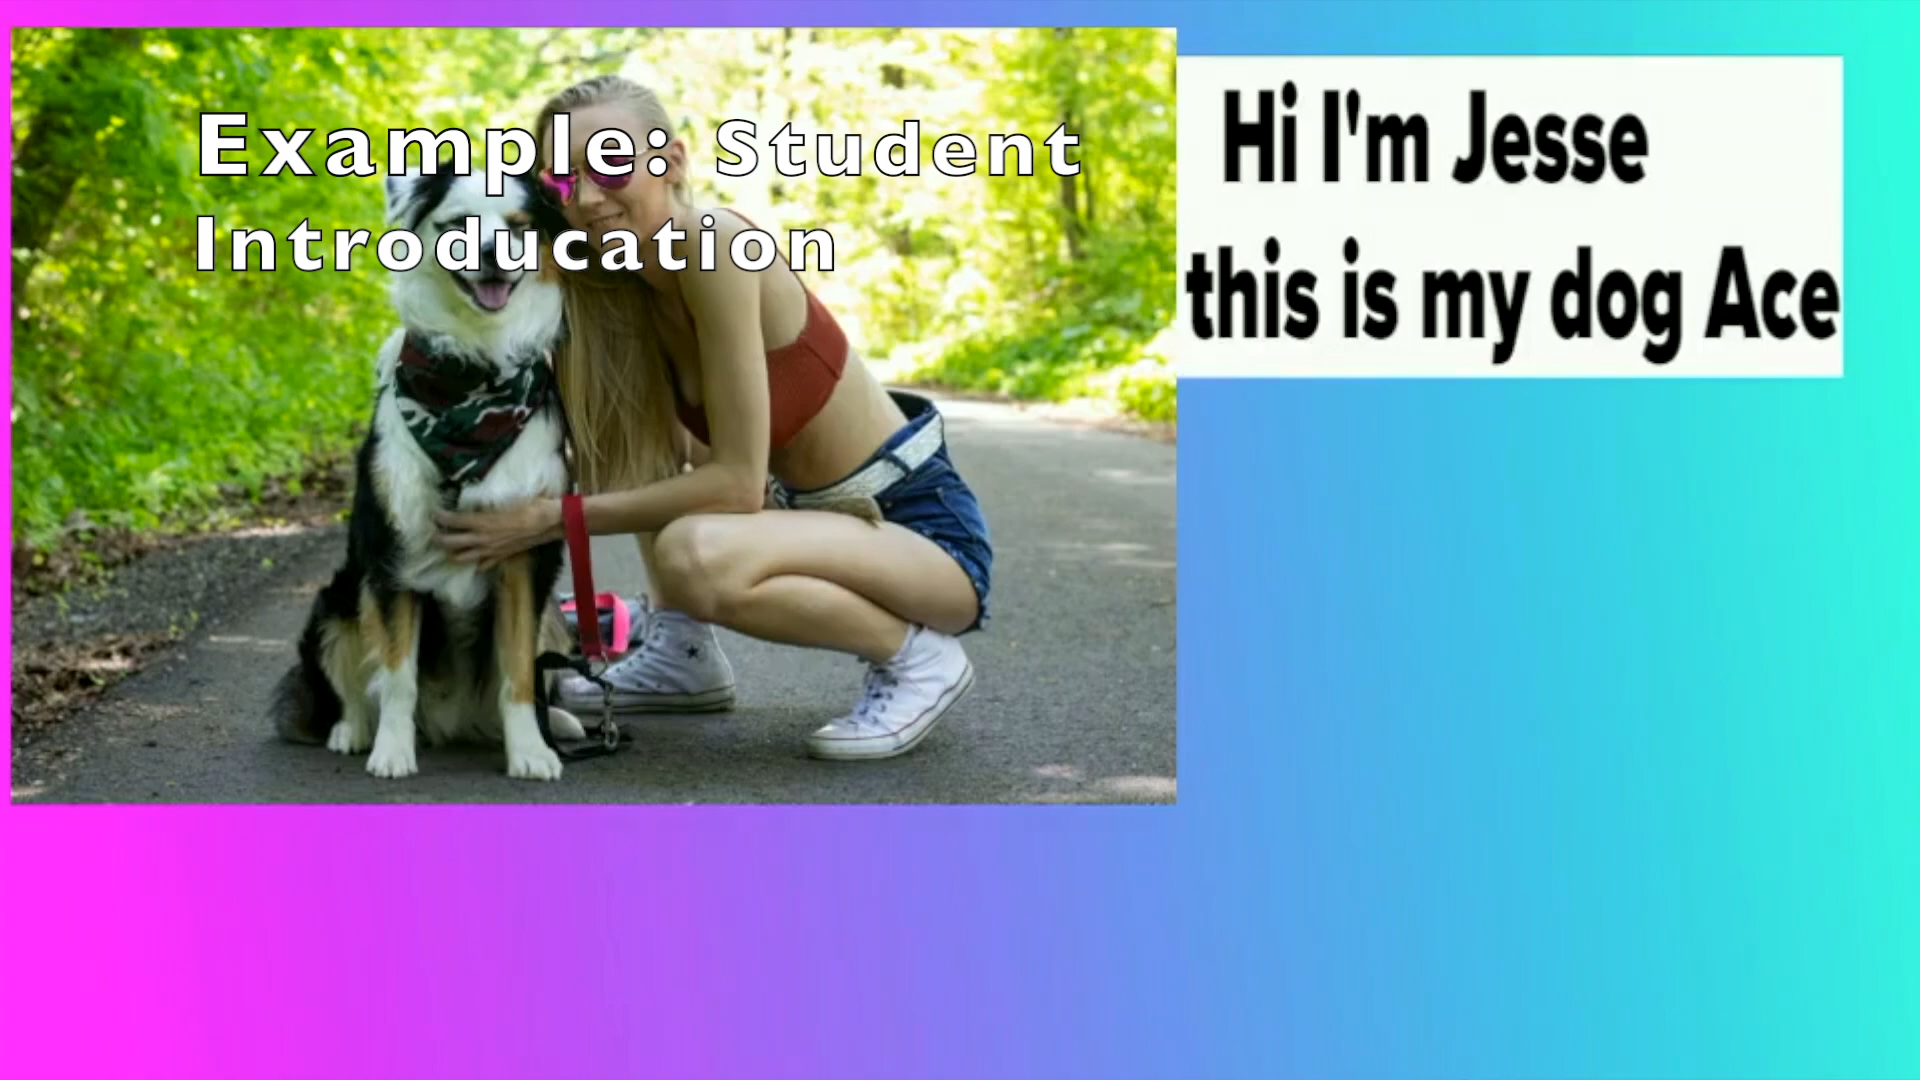 Example: Student
Introducation
Hi I'm Jesse
this is my dog Ace